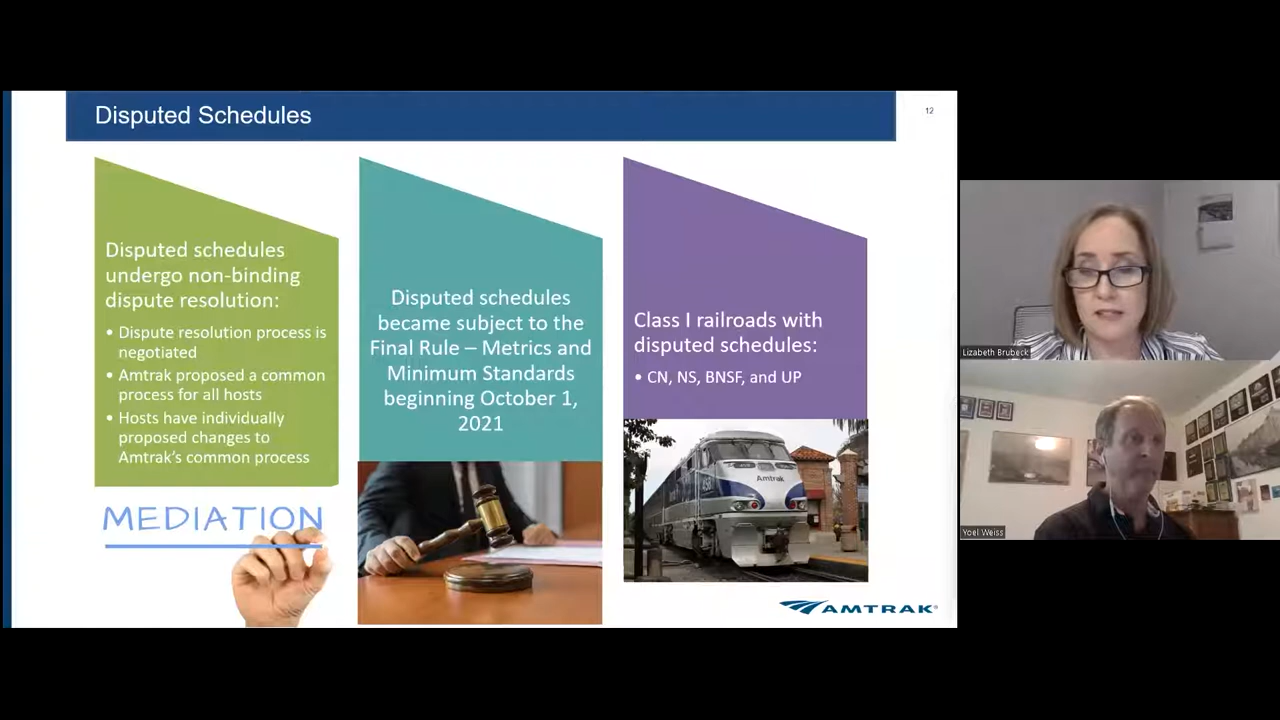 Disputed Schedules
12
Disputed schedules
undergo non-binding
dispute resolution:
• Dispute resolution process is
negotiated
• Amtrak proposed a common
process for all hosts
• Hosts have individually
proposed changes to
Amtrak's common process
MEDIATION
Disputed schedules
became subject to the
Final Rule – Metrics and
Minimum Standards
beginning October 1,
2021
Class I railroads with
disputed schedules:
• CN, NS, BNSF, and UP
Amtrak
AMTRAK
Lizabeth Brubeck
Yoel Weiss